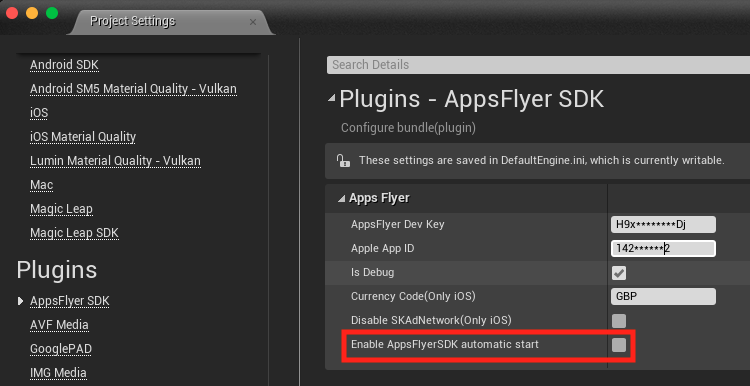 Project Settings
Android SDK
Android SM5 Material Quality - Vulkan
iOS
iOS Material Quality
Lumin Material Quality - Vulkan
Mac
Magic Leap
Magic Leap SDK
Plugins
AppsFlyer SDK
AVF Media
GooglePAD
IMG Media
Search Details
Plugins - AppsFlyer SDK
Configure bundle(plugin)
These settings are saved in DefaultEngine.ini, which is currently writable.
Apps Flyer
AppsFlyer Dev Key H9x********Dj
Apple App ID 142******2
Is Debug
Currency Code(Only iOS) GBP
Disable SKAdNetwork(Only iOS)
Enable AppsFlyerSDK automatic start